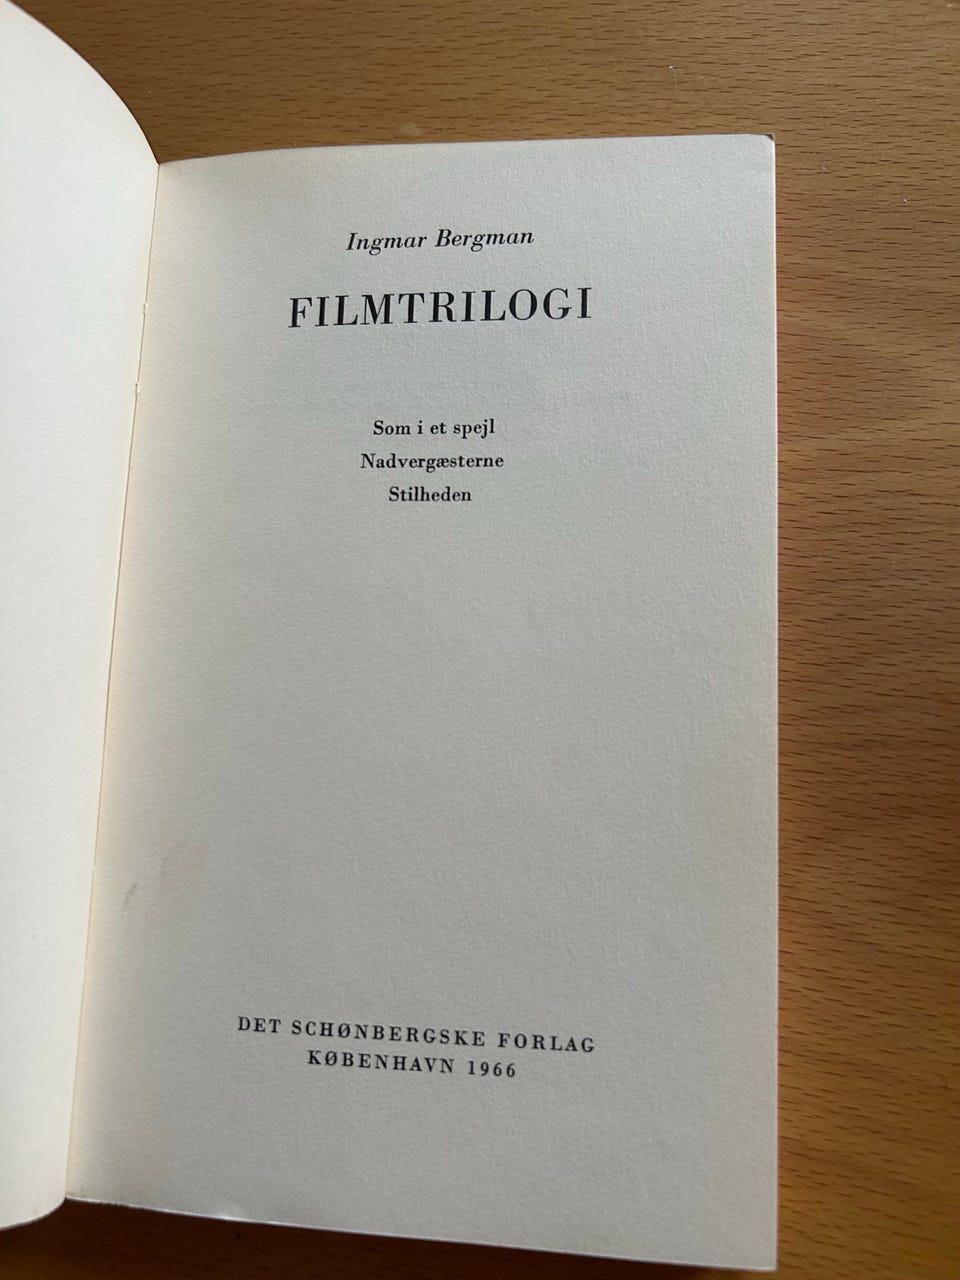 Ingmar Bergman
FILMTRILOGI
Som i et spejl
Nadvergæsterne
Stilheden
DET SCHØNBERGSKE FORLAG
KØBENHAVN 1966